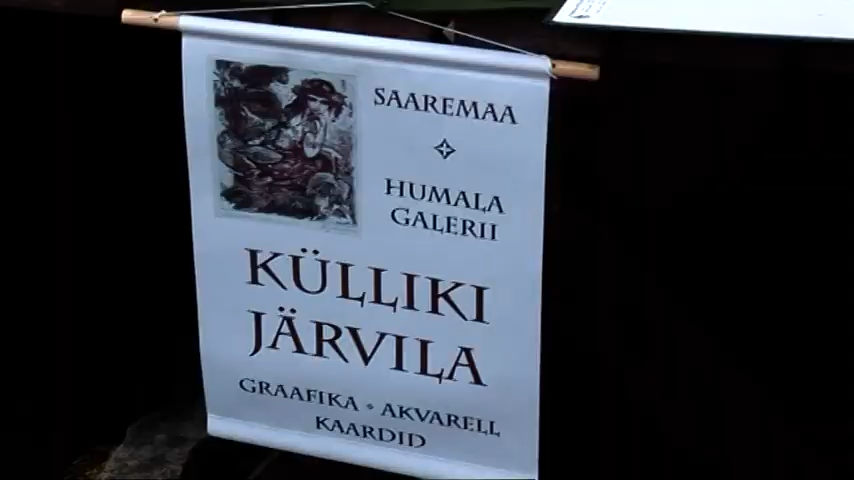 SAAREMAA
HUMALA
GALERII
KÜLLIKI
JÄRVILA
GRAAFIKA • AKVARELL
KAARDID